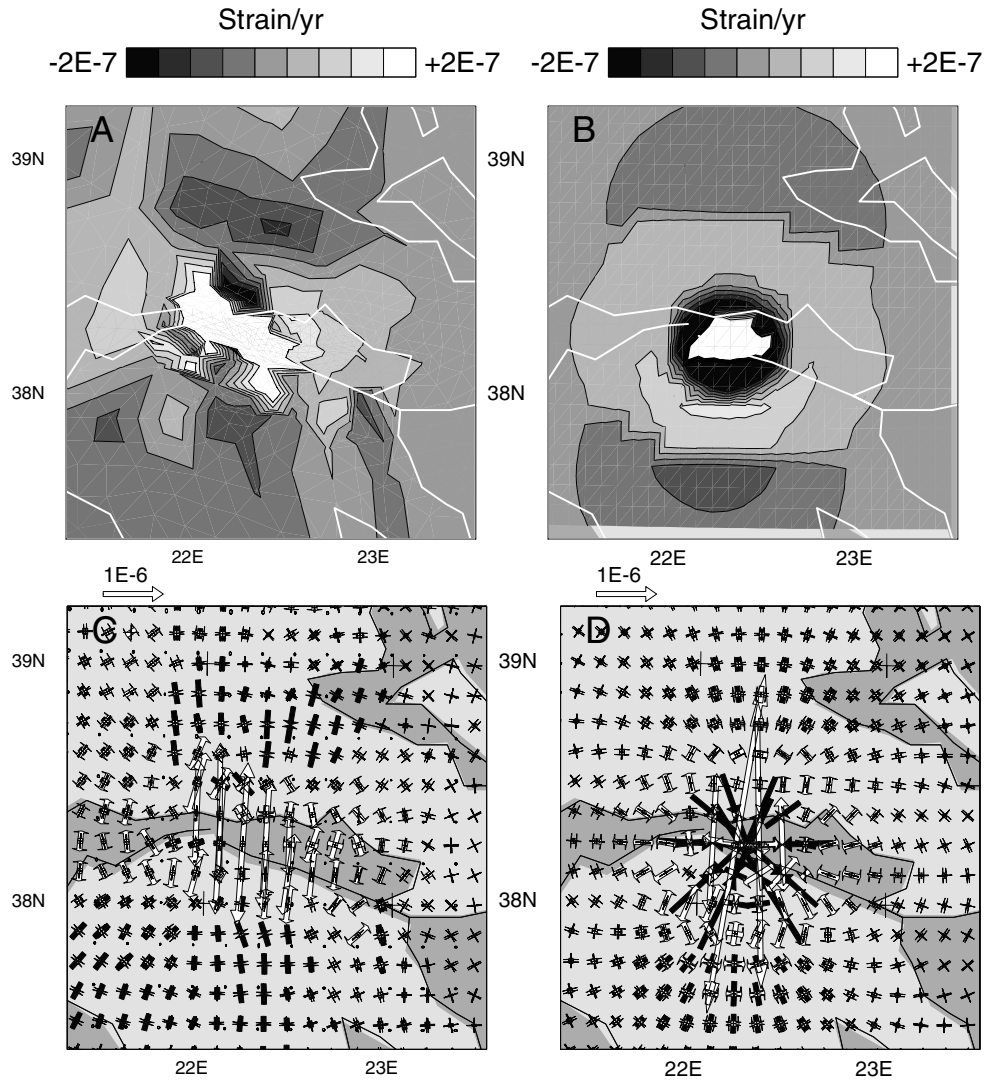 Strain/yr
-2E-7 +2E-7
Strain/yr
-2E-7 +2E-7
A
39N
38N
22E 23E
B
39N
38N
22E 23E
1E-6
C
39N
38N
22E 23E
1E-6
D
39N
38N
22E 23E